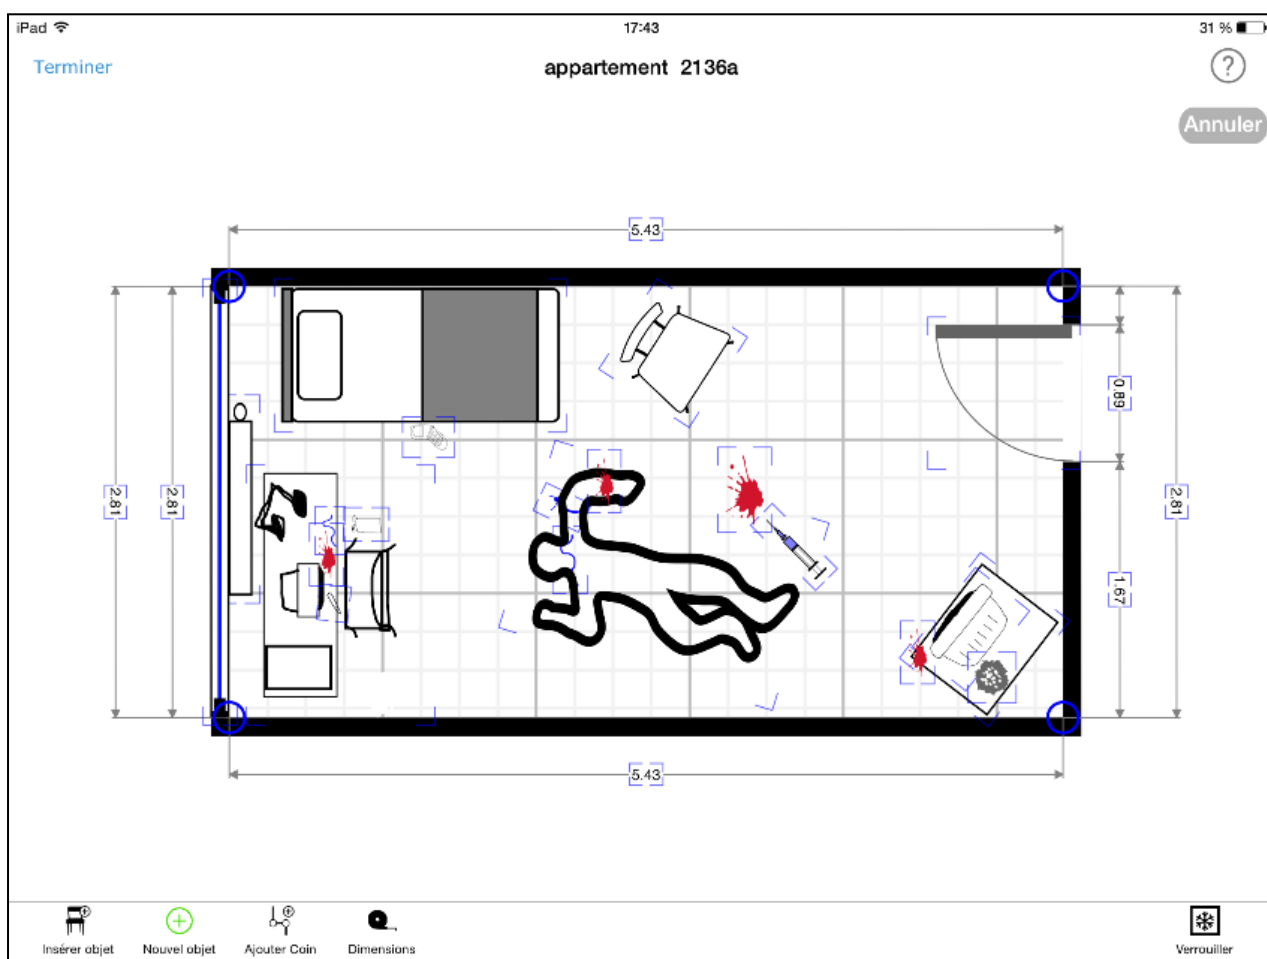 iPad 17:43 31 %
Terminer appartement 2136a ?
Annuler
5.43
0.89
2.81 2.81 2.81
1.67
5.43
Insérer objet Nouvel objet Ajouter Coin Dimensions Verrouiller